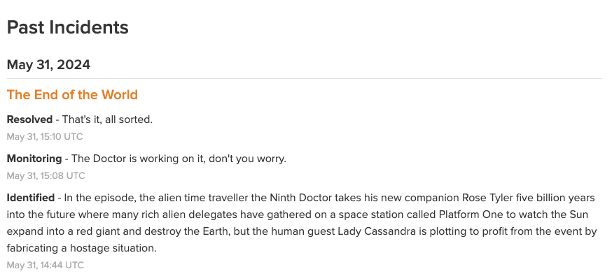 Past Incidents
May 31, 2024
The End of the World
Resolved - That's it, all sorted.
May 31, 15:10 UTC
Monitoring - The Doctor is working on it, don't you worry.
May 31, 15:08 UTC
Identified - In the episode, the alien time traveller the Ninth Doctor takes his new companion Rose Tyler five billion years
into the future where many rich alien delegates have gathered on a space station called Platform One to watch the Sun
expand into a red giant and destroy the Earth, but the human guest Lady Cassandra is plotting to profit from the event by
fabricating a hostage situation.
May 31, 14:44 UTC